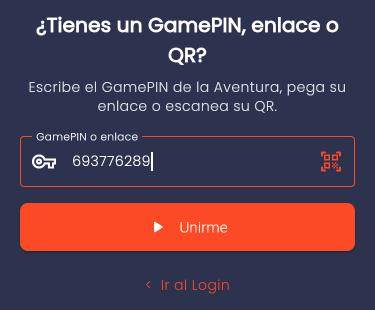 ¿Tienes un GamePIN, enlace o
QR?
Escribe el GamePIN de la Aventura, pega su
enlace o escanea su QR.
GamePIN o enlace
693776289
Unirme
< Ir al Login